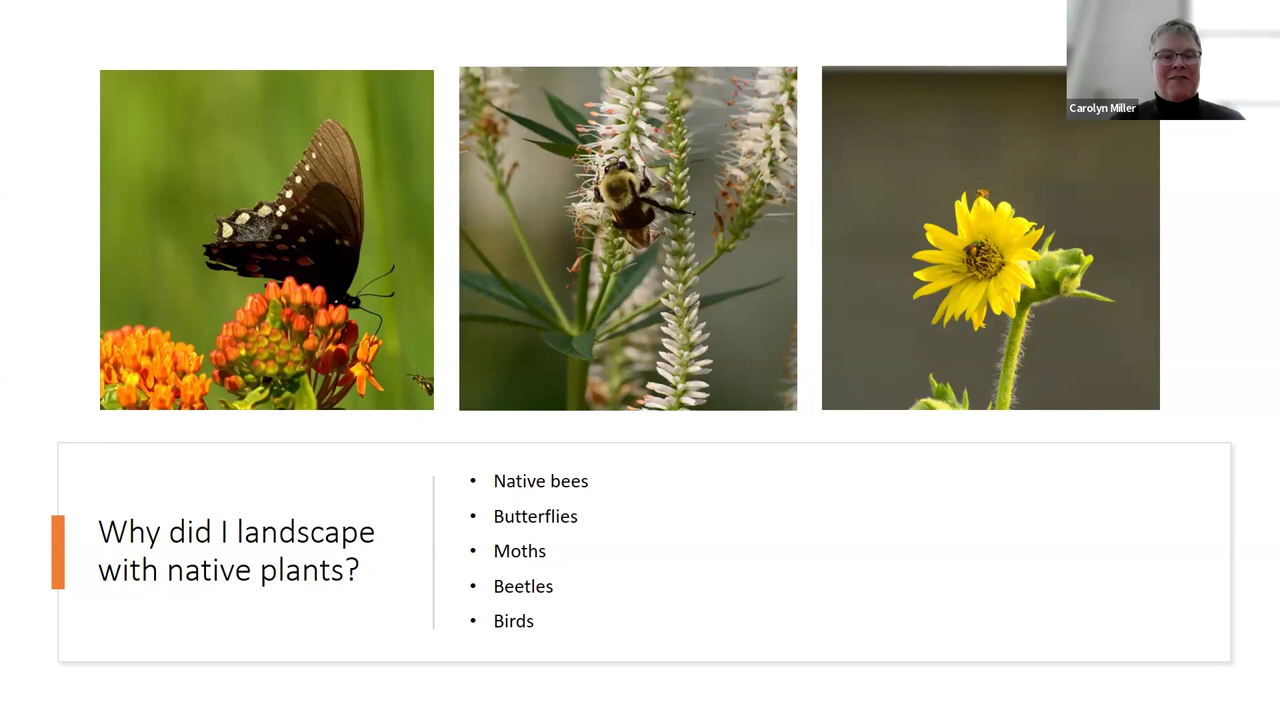 Carolyn Miller
Why did I landscape
with native plants?
• Native bees
• Butterflies
• Moths
• Beetles
• Birds